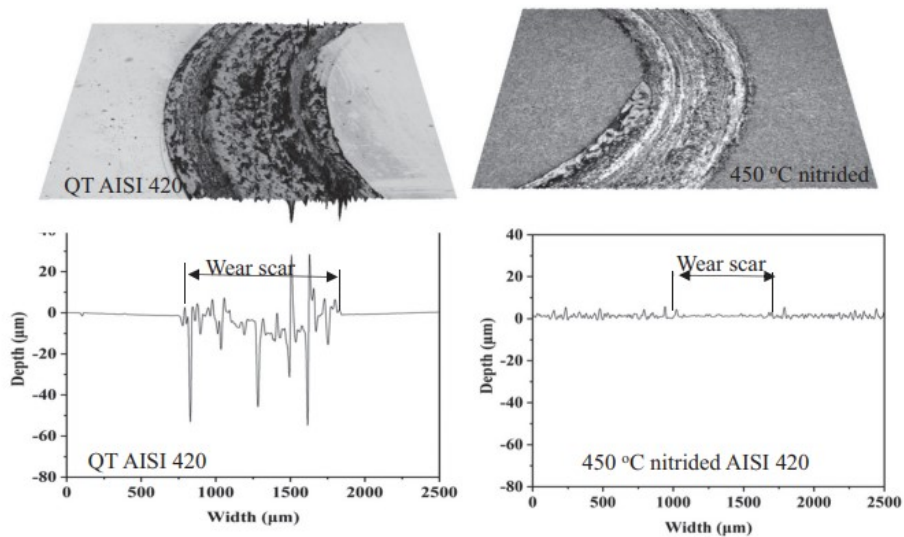 QT AISI 420
450 °C nitrided
40
20
0
-20
-40
-60
-80
Depth (μm)
Wear scar
QT AISI 420
0 500 1000 1500 2000 2500
Width (μm)
40
20
0
-20
-40
-60
-80
Depth (μm)
Wear scar
450 °C nitrided AISI 420
0 500 1000 1500 2000 2500
Width (μm)